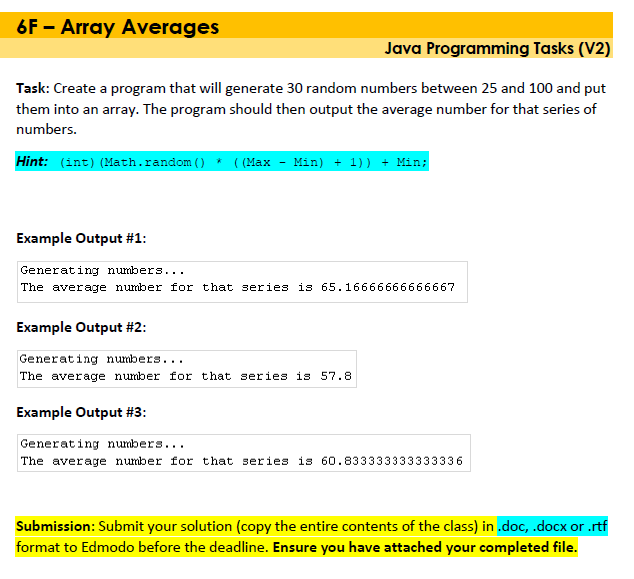 6F – Array Averages
Java Programming Tasks (V2)
Task: Create a program that will generate 30 random numbers between 25 and 100 and put
them into an array. The program should then output the average number for that series of
numbers.
Hint: (int)(Math.random() * ((Max - Min) + 1)) + Min;
Example Output #1:
Generating numbers...
The average number for that series is 65.16666666666667
Example Output #2:
Generating numbers...
The average number for that series is 57.8
Example Output #3:
Generating numbers...
The average number for that series is 60.833333333333336
Submission: Submit your solution (copy the entire contents of the class) in .doc, .docx or .rtf
format to Edmodo before the deadline. Ensure you have attached your completed file.